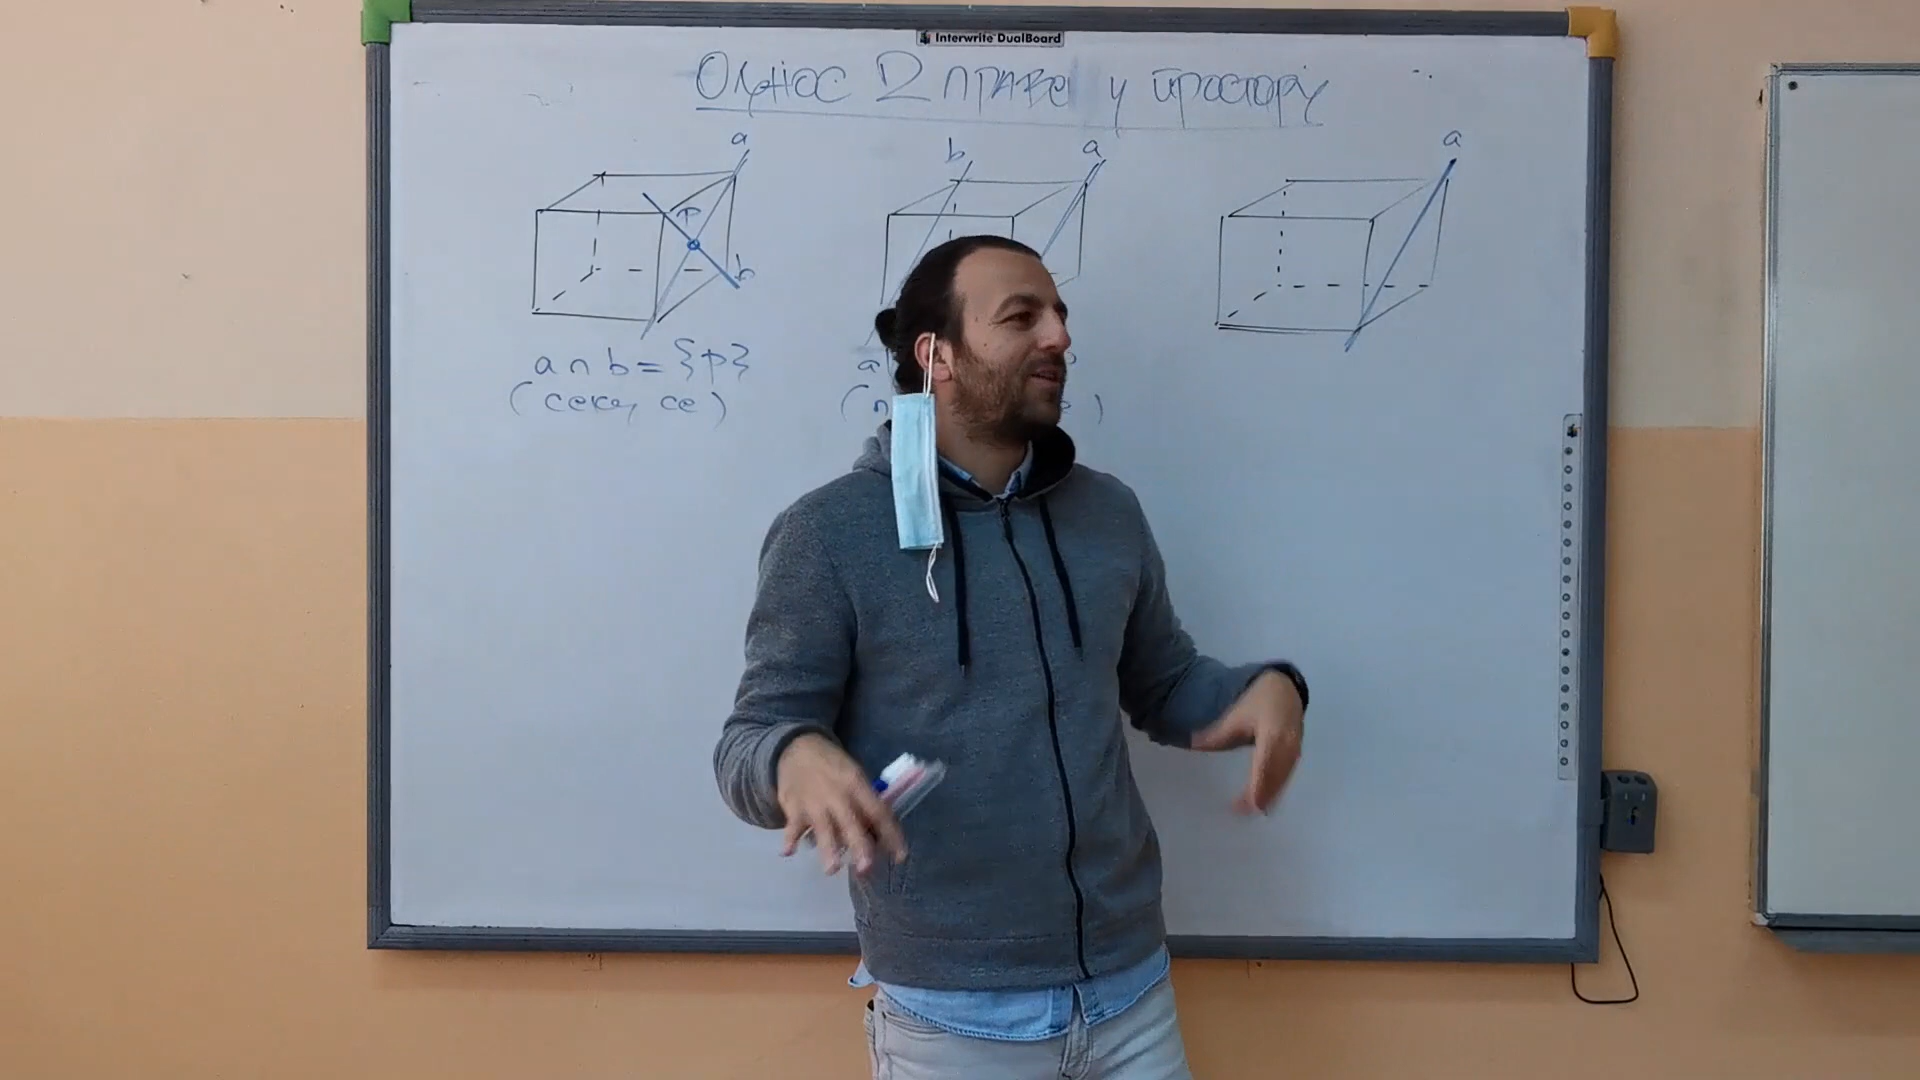 Interwrite DualBoard
Однос 2 праве у простору
a
b
a
a
P
b
a ∩ b = {P}
a
(секу се)